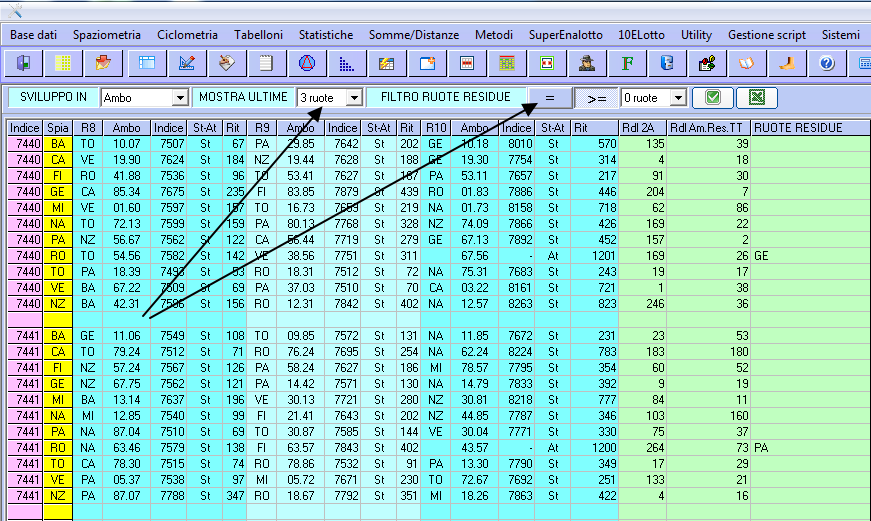 Base dati Spaziometria Ciclometria Tabelloni Statistiche Somme/Distanze Metodi SuperEnalotto 10ELotto Utility Gestione script Sistemi
SVILUPPO IN Ambo MOSTRA ULTIME 3 ruote FILTRO RUOTE RESIDUE = >= 0 ruote
Indice Spia R8 Ambo Indice St-At Rit R9 Ambo Indice St-At Rit R10 Ambo Indice St-At Rit Rdl 2A Rdl Am.Res.TT RUOTE RESIDUE
7440 BA TO 10.07 7507 St 67 PA 29.85 7642 St 202 GE 10.18 8010 St 570 135 39
7440 CA VE 19.90 7624 St 184 NZ 19.44 7628 St 188 GE 19.30 7754 St 314 4 18
7440 FI RO 41.88 7536 St 96 TO 53.41 7627 St 187 PA 53.11 7657 St 217 91 30
7440 GE CA 85.34 7675 St 235 FI 83.85 7879 St 439 RO 01.83 7886 St 446 204 7
7440 MI VE 01.60 7597 St 157 TO 16.73 7659 St 219 NA 01.73 8158 St 718 62 86
7440 NA TO 72.13 7599 St 159 PA 80.13 7768 St 328 NZ 74.09 7866 St 426 169 22
7440 PA NZ 56.67 7562 St 122 CA 56.44 7719 St 279 GE 67.13 7892 St 452 157 2
7440 RO TO 54.56 7582 St 142 VE 38.56 7751 St 311 67.56 - At 1201 169 26 GE
7440 TO PA 18.39 7493 St 53 RO 18.31 7512 St 72 NA 75.31 7683 St 243 19 17
7440 VE BA 67.22 7509 St 69 PA 37.03 7510 St 70 CA 03.22 8161 St 721 1 38
7440 NZ BA 42.31 7596 St 156 RO 12.31 7842 St 402 NA 12.57 8263 St 823 246 36
7441 BA GE 11.06 7549 St 108 TO 09.85 7572 St 131 NA 11.85 7672 St 231 23 53
7441 CA TO 79.24 7512 St 71 RO 76.24 7695 St 254 NA 62.24 8224 St 783 183 180
7441 FI NZ 57.24 7567 St 126 PA 58.24 7627 St 186 MI 78.57 7795 St 354 60 52
7441 GE NZ 67.75 7562 St 121 PA 14.42 7571 St 130 NA 14.79 7833 St 392 9 19
7441 MI BA 13.14 7637 St 196 VE 30.13 7721 St 280 NZ 30.81 8218 St 777 84 11
7441 NA MI 12.85 7540 St 99 FI 21.41 7643 St 202 NZ 44.85 7787 St 346 103 160
7441 PA NA 87.04 7510 St 69 TO 30.87 7585 St 144 VE 30.04 7771 St 330 75 37
7441 RO NA 63.46 7579 St 138 FI 63.57 7843 St 402 43.57 - At 1200 264 73 PA
7441 TO CA 78.30 7515 St 74 RO 78.86 7532 St 91 PA 13.30 7790 St 349 17 29
7441 VE PA 05.37 7538 St 97 MI 05.72 7671 St 230 TO 72.67 7692 St 251 133 21
7441 NZ PA 87.07 7788 St 347 RO 18.67 7792 St 351 MI 18.26 7863 St 422 4 16